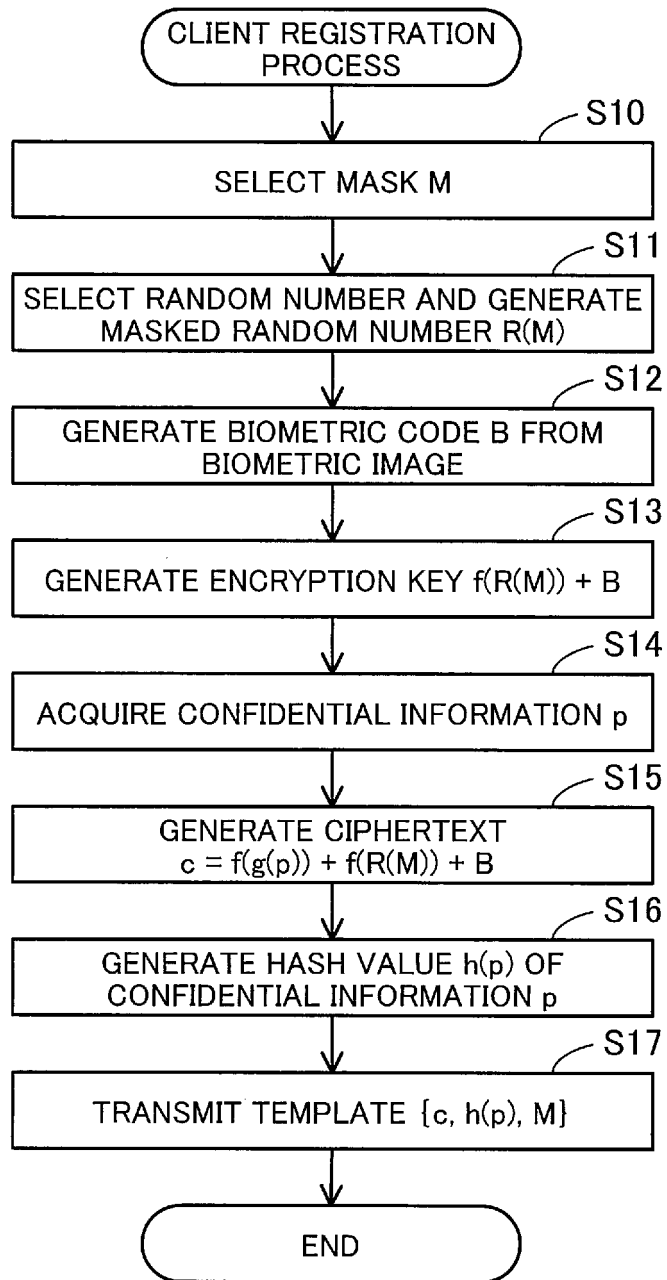 CLIENT REGISTRATION
PROCESS
S10
SELECT MASK M
S11
SELECT RANDOM NUMBER AND GENERATE
MASKED RANDOM NUMBER R(M)
S12
GENERATE BIOMETRIC CODE B FROM
BIOMETRIC IMAGE
S13
GENERATE ENCRYPTION KEY f(R(M)) + B
S14
ACQUIRE CONFIDENTIAL INFORMATION p
S15
GENERATE CIPHERTEXT
c = f(g(p)) + f(R(M)) + B
S16
GENERATE HASH VALUE h(p) OF
CONFIDENTIAL INFORMATION p
S17
TRANSMIT TEMPLATE {c, h(p), M}
END